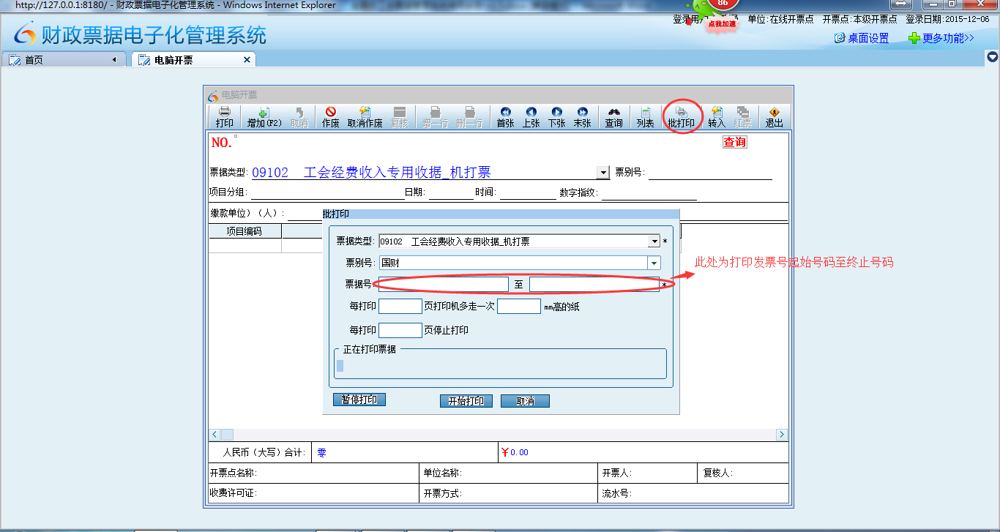 http://127.0.0.1:8180/ - 财政票据电子化管理系统 - Windows Internet Explorer
86
登录用户 单位:在线开票点 开票点:本级开票点 登录日期:2015-12-06
点我加速
财政票据电子化管理系统
桌面设置 更多功能>>
首页 电脑开票
电脑开票
打印 增加(F2) 取消 作废 取消作废 复核 增一行 删一行 首张 上张 下张 末张 查询 列表 批打印 转入 红票 退出
NO. 查询
票据类型: 09102 工会经费收入专用收据_机打票 票别号:
项目分组: 日期: 时间: 数字指纹:
缴款单位）（人）:
项目编码
批打印
票据类型: 09102 工会经费收入专用收据_机打票 *
票别号: 国财
此处为打印发票号起始号码至终止号码
票据号 至 *
每打印 页打印机多走一次 mm高的纸
每打印 页停止打印
正在打印票据
暂停打印 开始打印 取消
人民币（大写）合计: 零 ¥0.00
开票点名称: 单位名称: 开票人: 复核人:
收费许可证: 开票方式: 流水号: